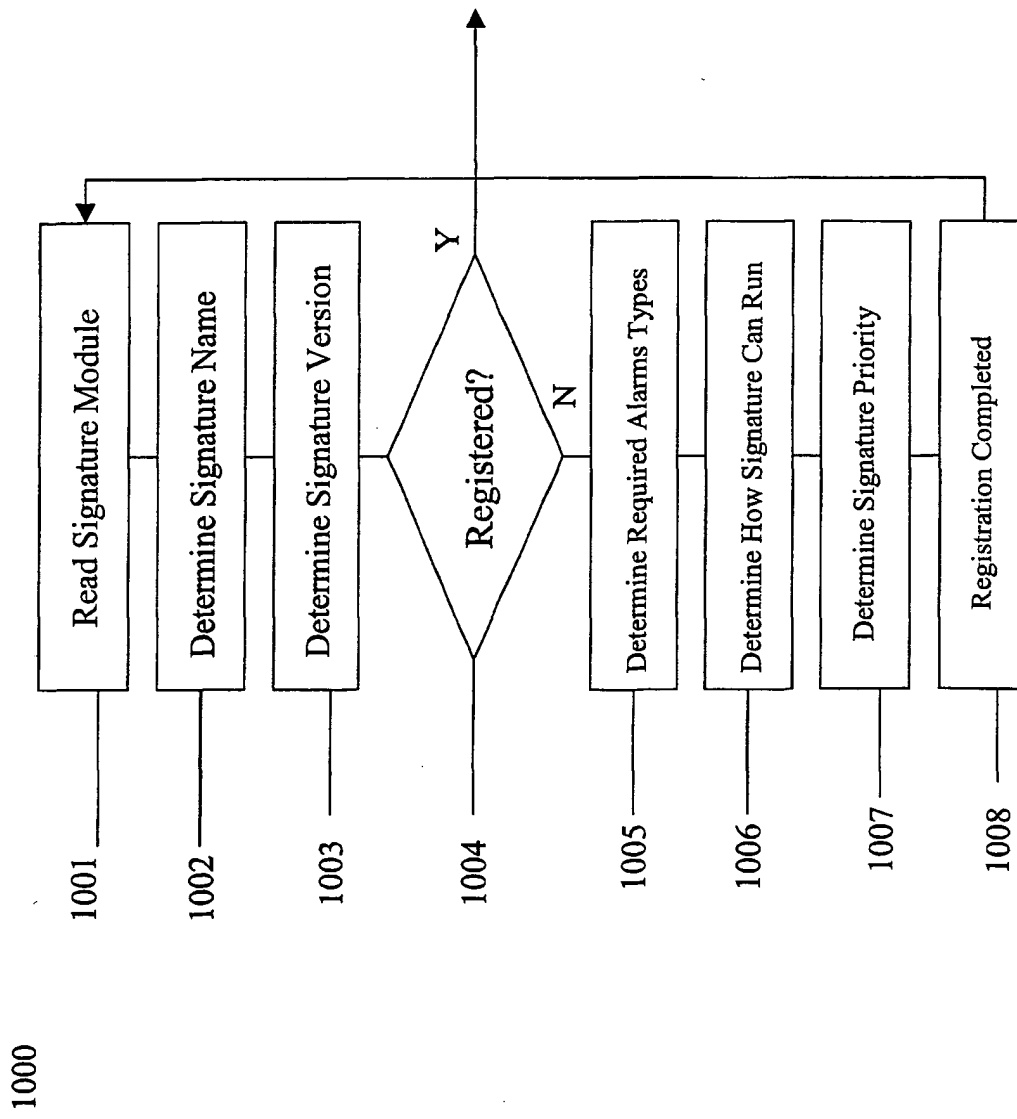 1000
1001
Read Signature Module
1002
Determine Signature Name
1003
Determine Signature Version
1004
Registered?
Y
N
1005
Determine Required Alarms Types
1006
Determine How Signature Can Run
1007
Determine Signature Priority
1008
Registration Completed